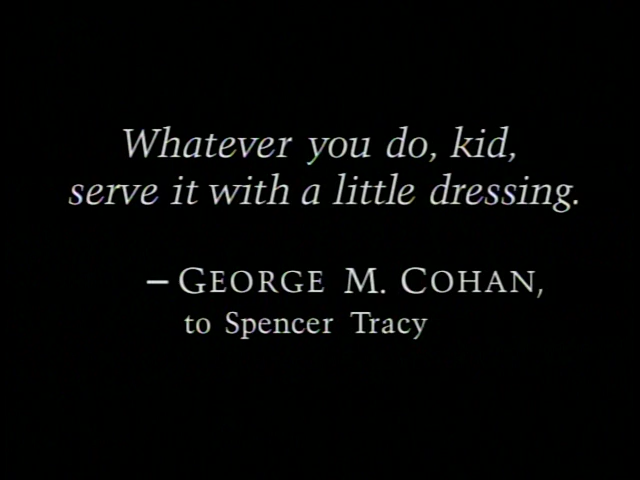 Whatever you do, kid,
serve it with a little dressing.
– GEORGE M. COHAN,
to Spencer Tracy